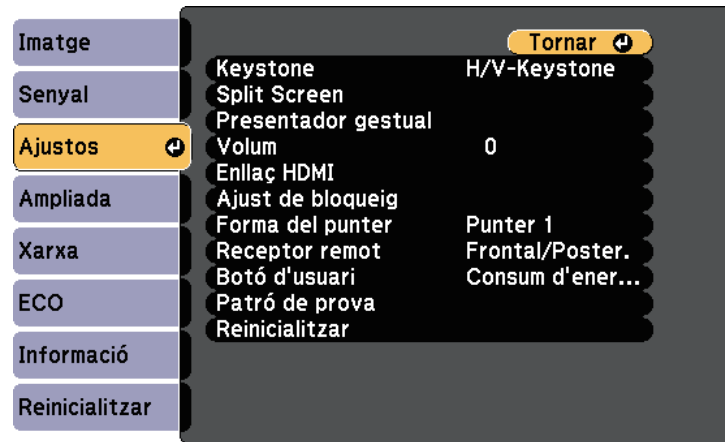 Imatge
Senyal
Ajustos
Ampliada
Xarxa
ECO
Informació
Reinicialitzar
Tornar
Keystone H/V-Keystone
Split Screen
Presentador gestual
Volum 0
Enllaç HDMI
Ajust de bloqueig
Forma del punter Punter 1
Receptor remot Frontal/Poster.
Botó d'usuari Consum d'ener...
Patró de prova
Reinicialitzar